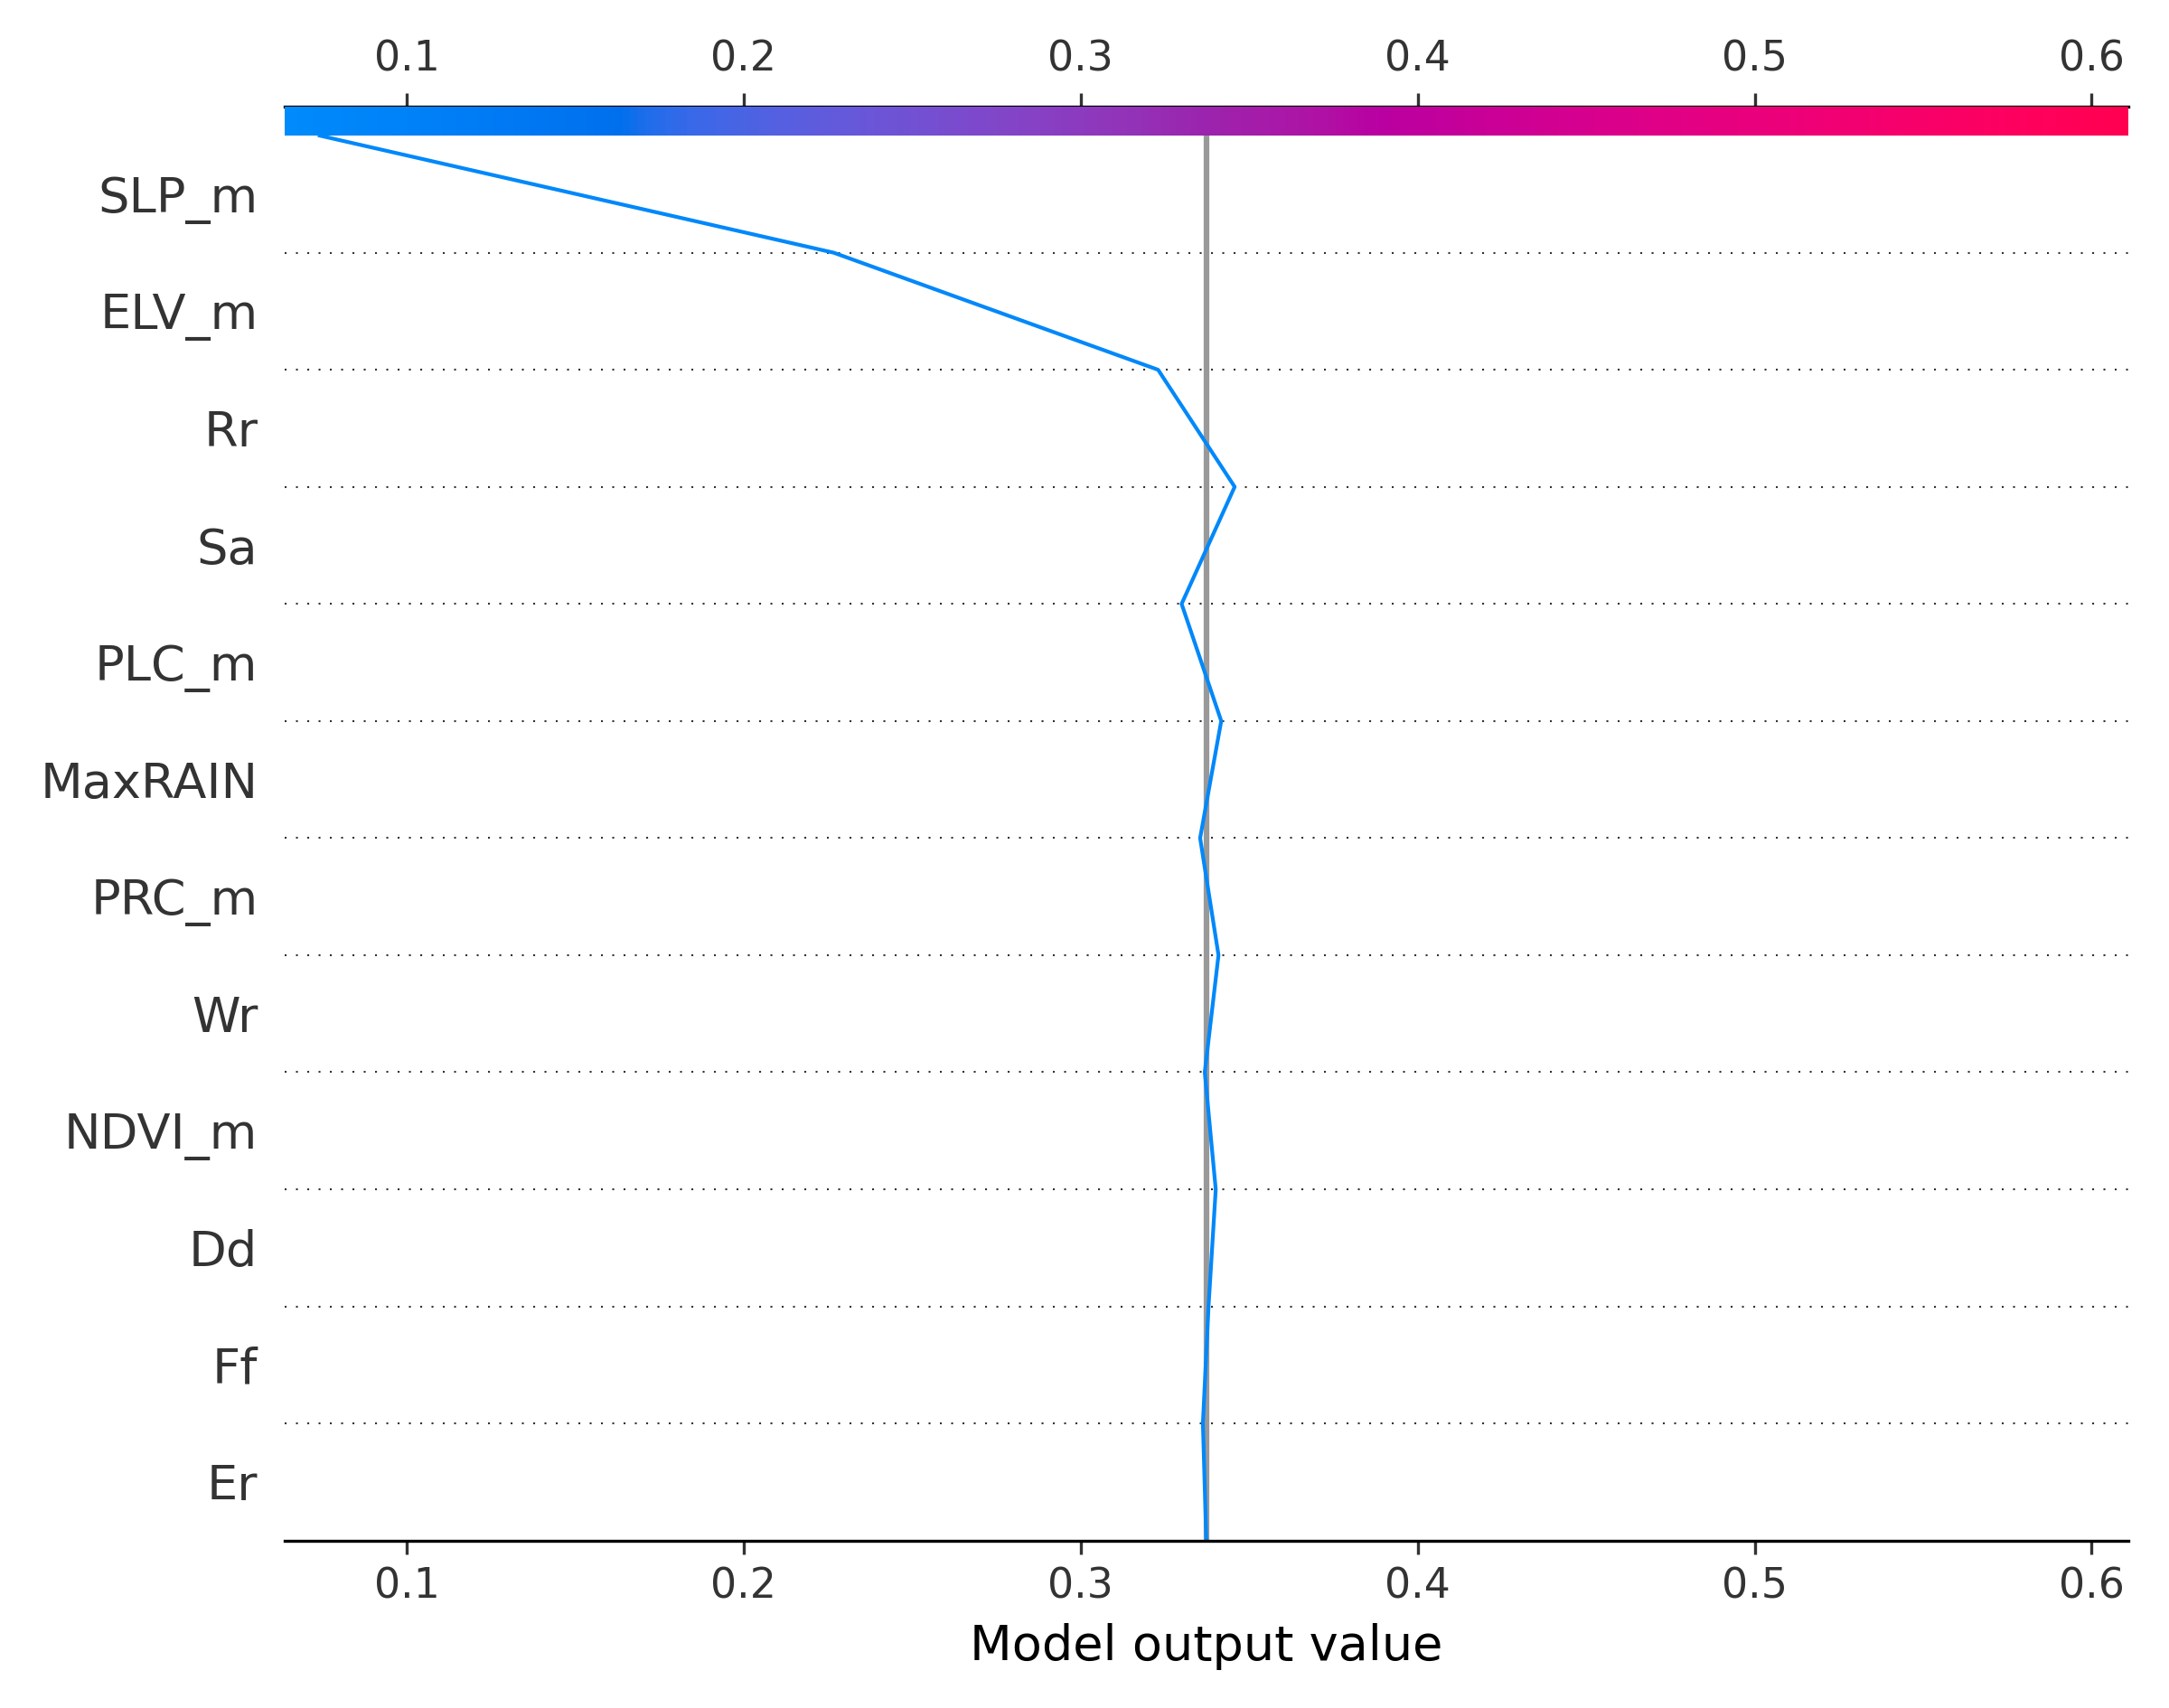 0.1 0.2 0.3 0.4 0.5 0.6
SLP_m
ELV_m
Rr
Sa
PLC_m
MaxRAIN
PRC_m
Wr
NDVI_m
Dd
Ff
Er
0.1 0.2 0.3 0.4 0.5 0.6
Model output value